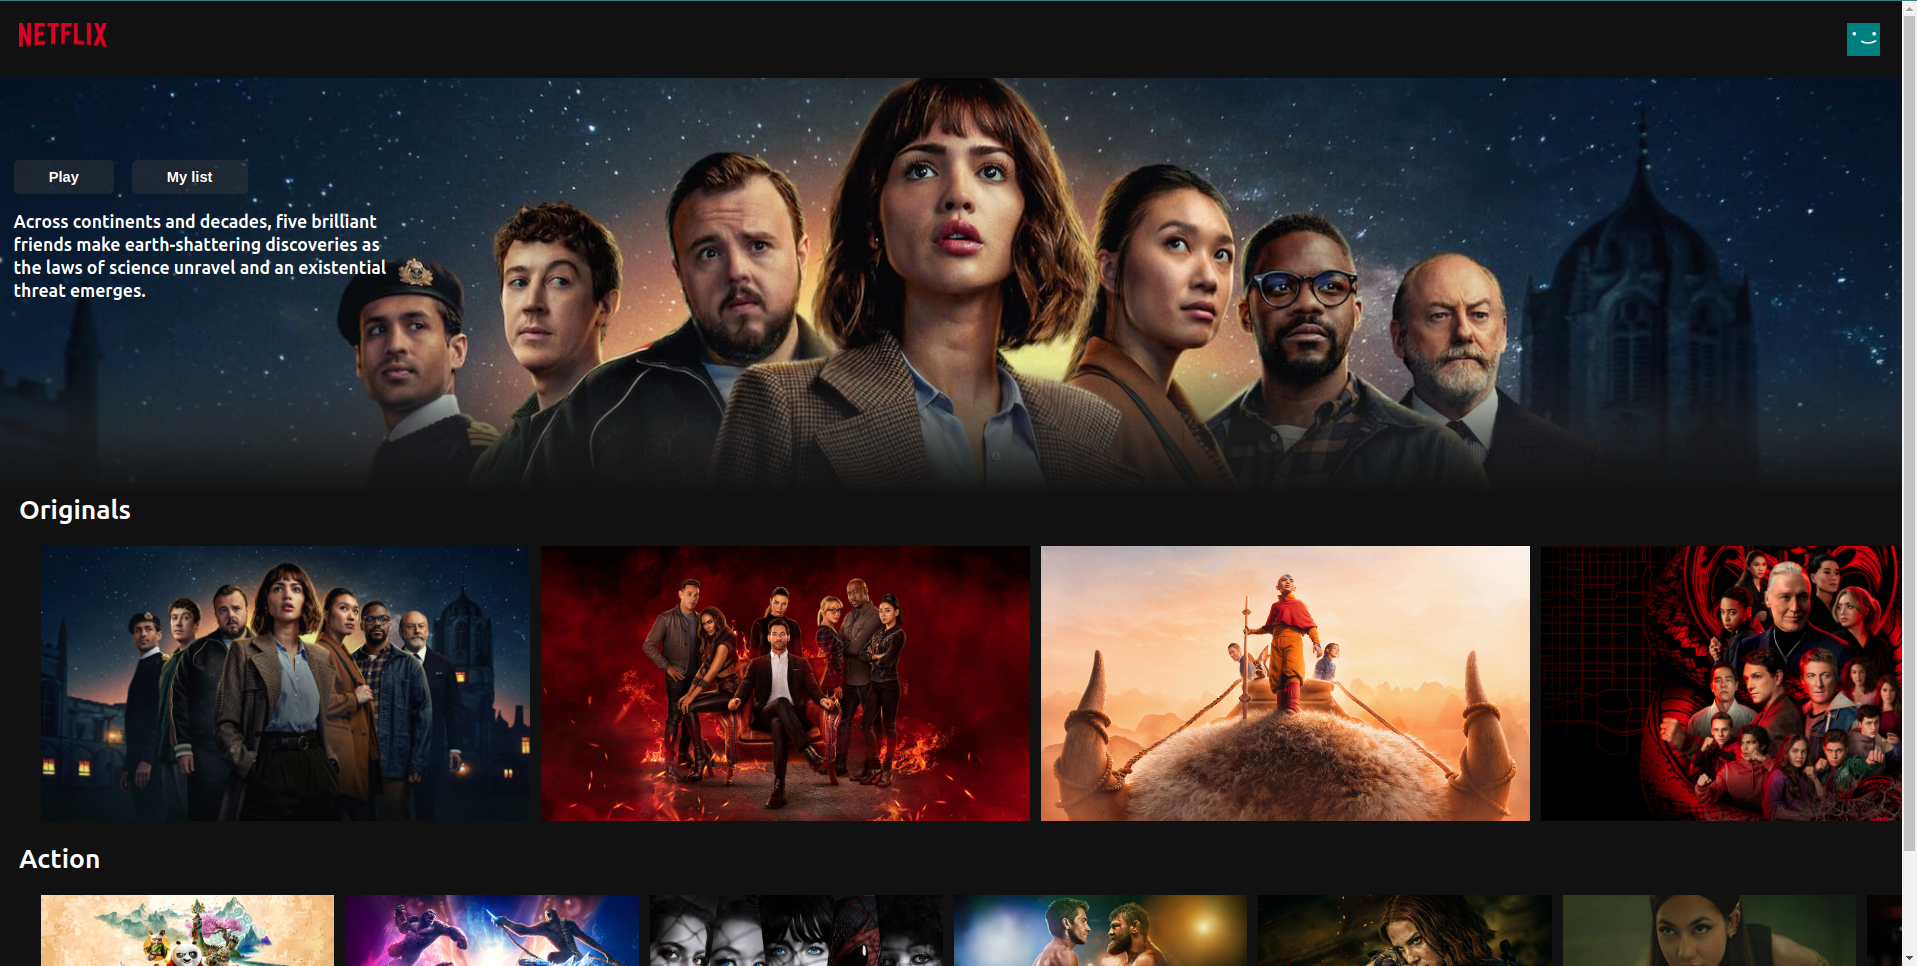 NETFLIX
Play
My list
Across continents and decades, five brilliant
friends make earth-shattering discoveries as
the laws of science unravel and an existential
threat emerges.
Originals
Action